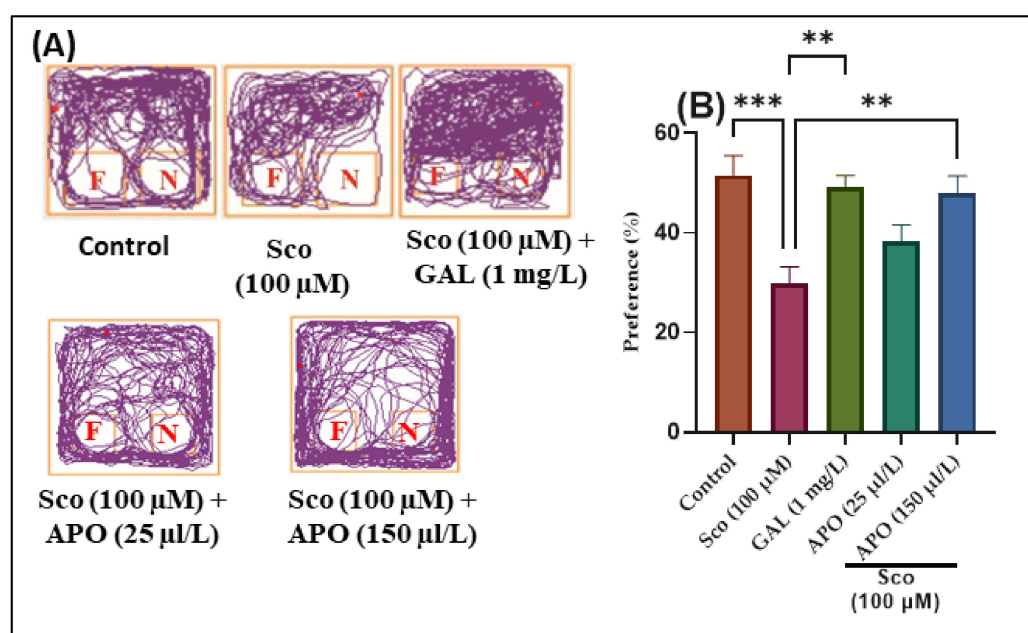 (A)
F N
F N
F N
Control
Sco
(100 μM)
Sco (100 μM) +
GAL (1 mg/L)
F N
F N
Sco (100 μM) +
APO (25 μl/L)
Sco (100 μM) +
APO (150 μl/L)
(B)
**
***
**
Preference (%)
60
40
20
0
Control
Sco (100 μM)
GAL (1 mg/L)
APO (25 μl/L)
APO (150 μl/L)
Sco
(100 μM)